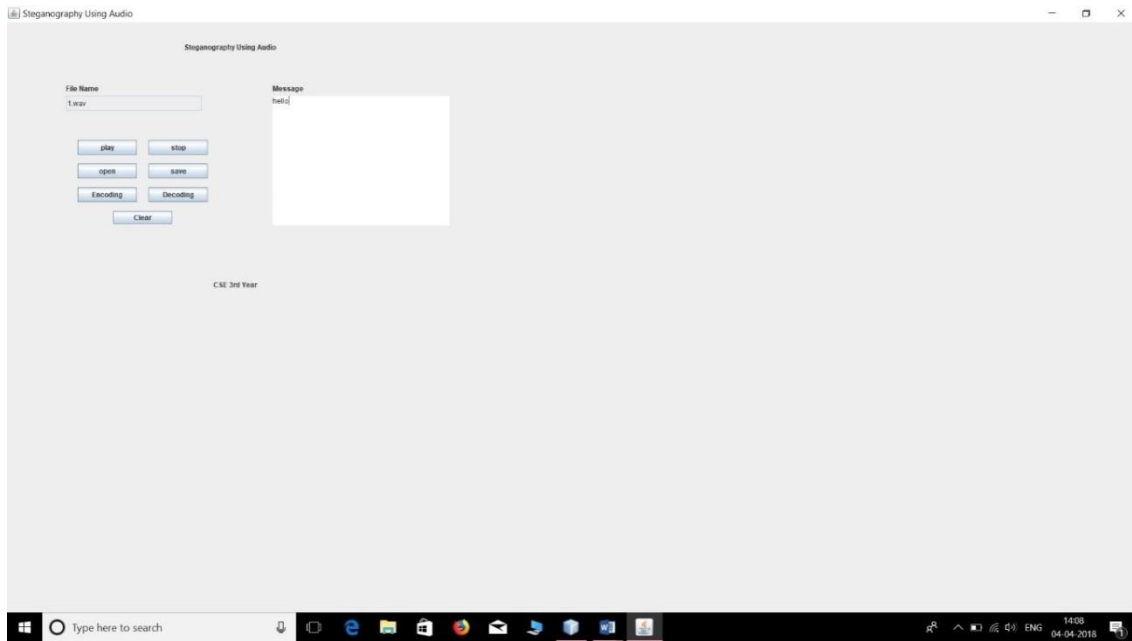 Steganography Using Audio
Steganography Using Audio
File Name
1.wav
Message
hello
play
stop
open
save
Encoding
Decoding
Clear
CSE 3rd Year
Type here to search
ENG
14:08
04-04-2018